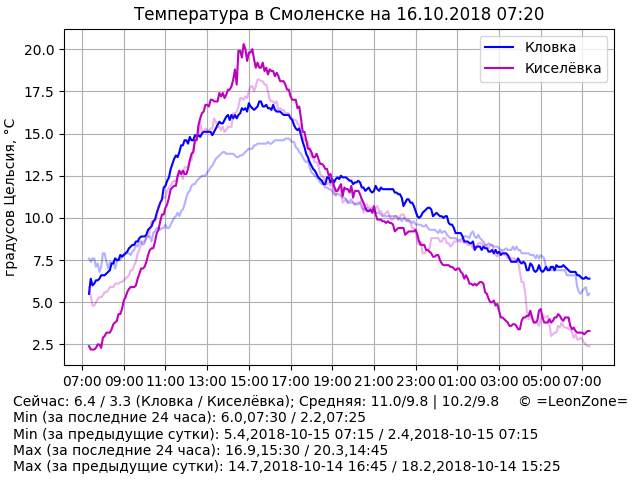 Температура в Смоленске на 16.10.2018 07:20
градусов Цельсия, °C
20.0
17.5
15.0
12.5
10.0
7.5
5.0
2.5
Кловка
Киселёвка
07:00 09:00 11:00 13:00 15:00 17:00 19:00 21:00 23:00 01:00 03:00 05:00 07:00
Сейчас: 6.4 / 3.3 (Кловка / Киселёвка); Средняя: 11.0/9.8 | 10.2/9.8 © =LeonZone=
Min (за последние 24 часа): 6.0,07:30 / 2.2,07:25
Min (за предыдущие сутки): 5.4,2018-10-15 07:15 / 2.4,2018-10-15 07:15
Max (за последние 24 часа): 16.9,15:30 / 20.3,14:45
Max (за предыдущие сутки): 14.7,2018-10-14 16:45 / 18.2,2018-10-14 15:25